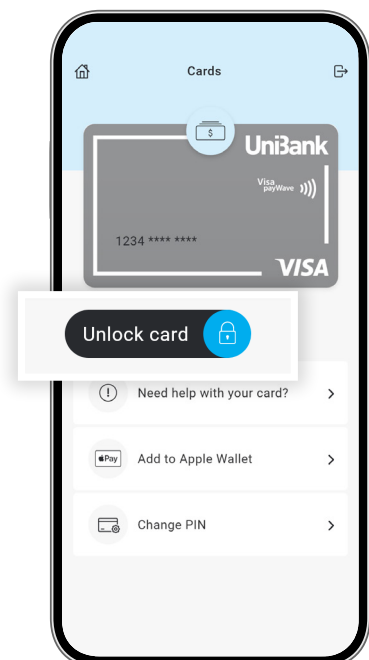 Cards
$
UniBank
Visa
payWave
1234 **** ****
VISA
Unlock card
Need help with your card?
Pay
Add to Apple Wallet
Change PIN